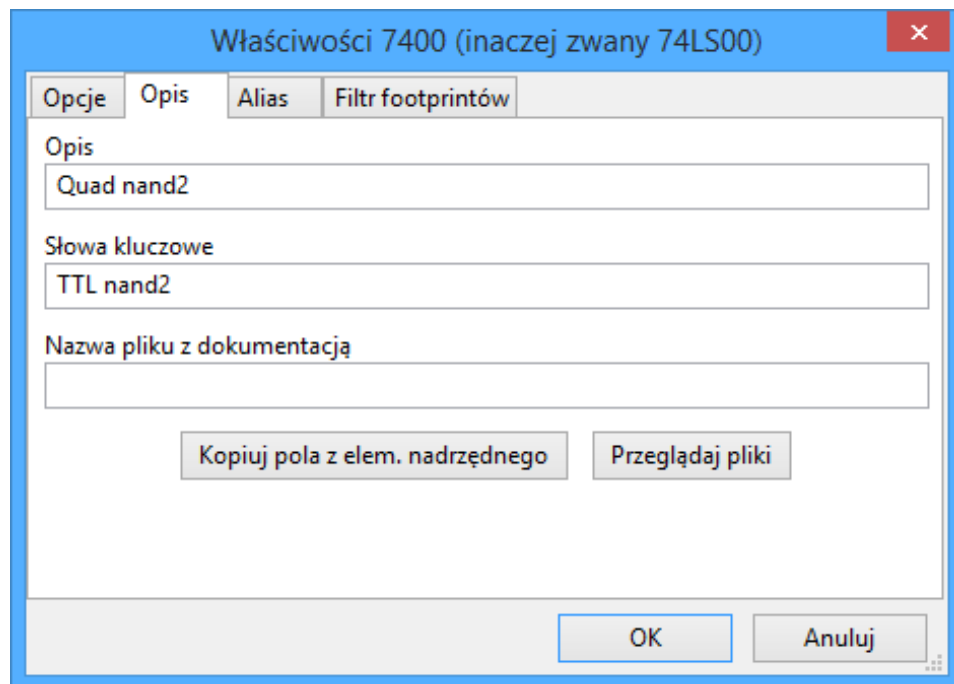 Właściwości 7400 (inaczej zwany 74LS00)
Opcje Opis Alias Filtr footprintów
Opis
Quad nand2
Słowa kluczowe
TTL nand2
Nazwa pliku z dokumentacją
Kopiuj pola z elem. nadrzędnego Przeglądaj pliki
OK Anuluj